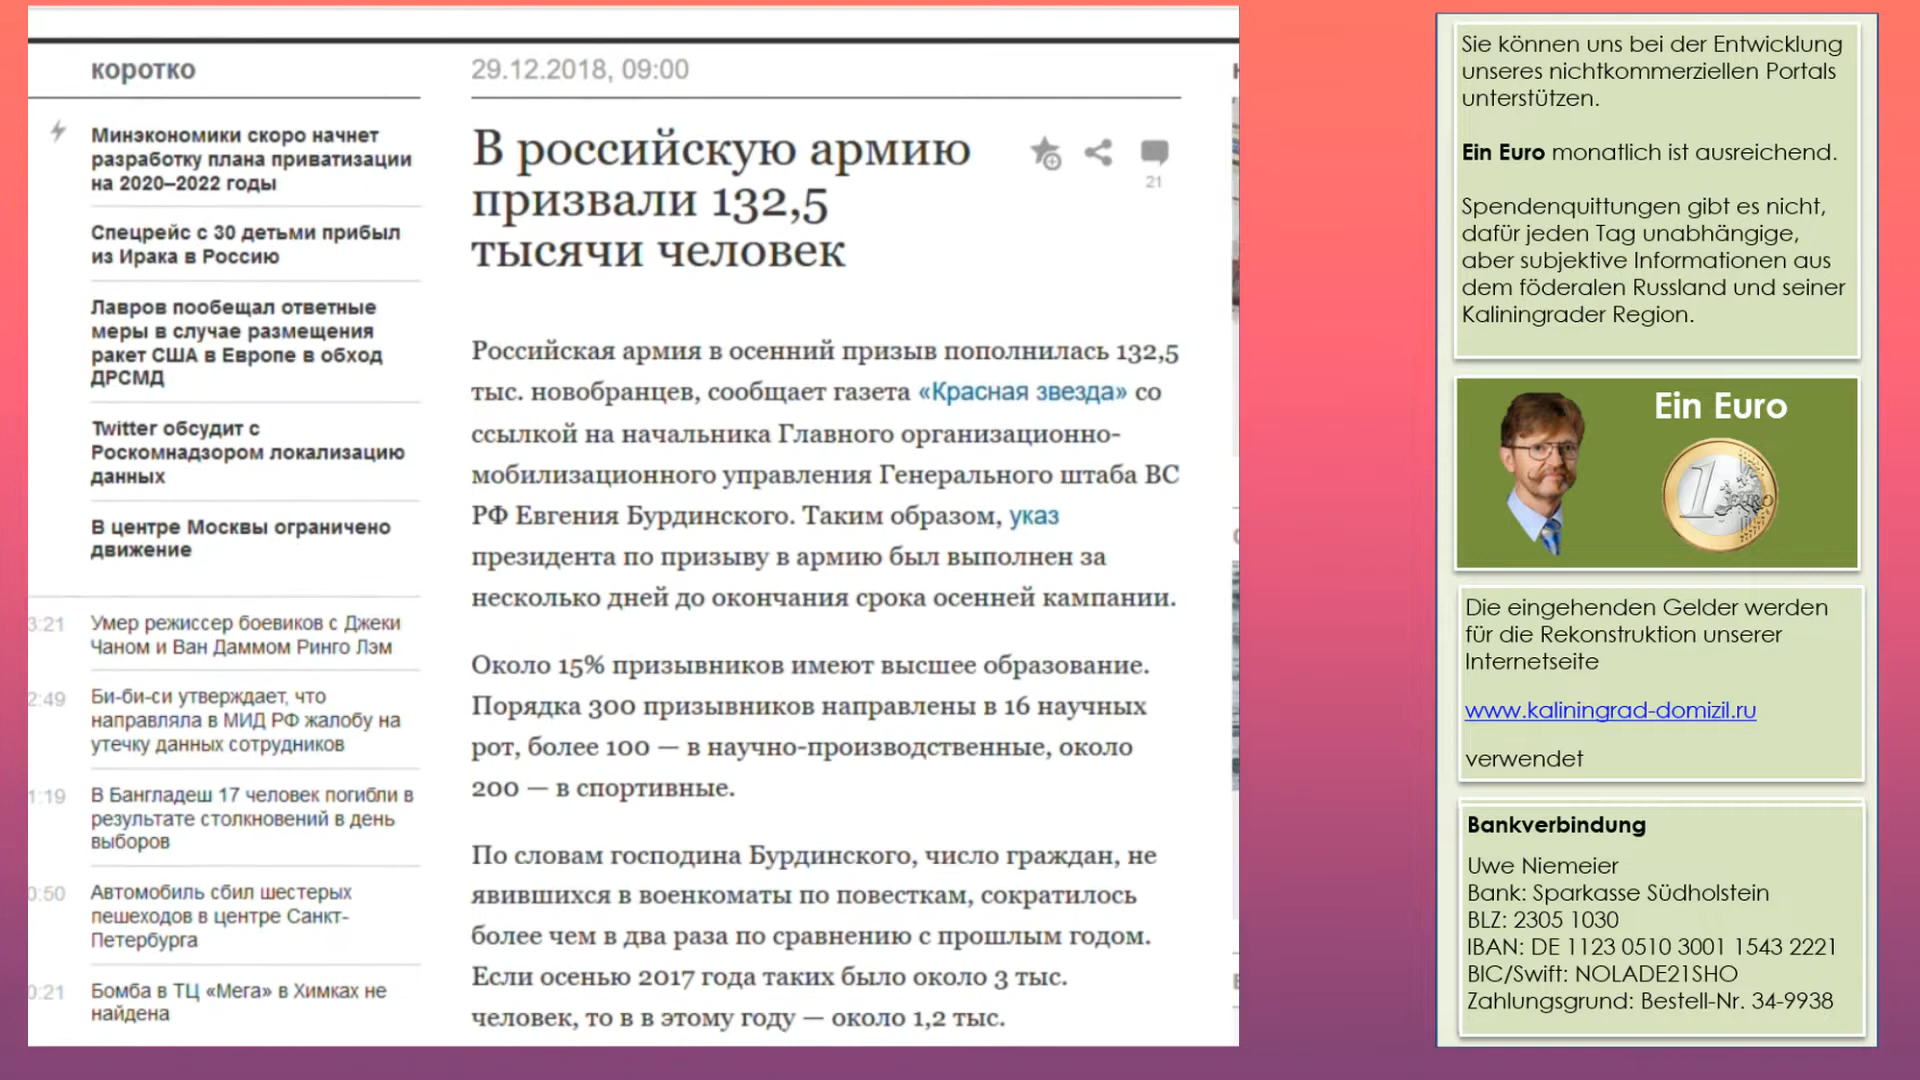 коротко
Минэкономики скоро начнет
разработку плана приватизации
на 2020–2022 годы
Спецрейс с 30 детьми прибыл
из Ирака в Россию
Лавров пообещал ответные
меры в случае размещения
ракет США в Европе в обход
ДРСМД
Twitter обсудит с
Роскомнадзором локализацию
данных
В центре Москвы ограничено
движение
3:21
Умер режиссер боевиков с Джеки
Чаном и Ван Даммом Ринго Лэм
2:49
Би-би-си утверждает, что
направляла в МИД РФ жалобу на
утечку данных сотрудников
1:19
В Бангладеш 17 человек погибли в
результате столкновений в день
выборов
0:50
Автомобиль сбил шестерых
пешеходов в центре Санкт-
Петербурга
0:21
Бомба в ТЦ «Мега» в Химках не
найдена
29.12.2018, 09:00
В российскую армию
призвали 132,5
тысячи человек
21
Российская армия в осенний призыв пополнилась 132,5
тыс. новобранцев, сообщает газета «Красная звезда» со
ссылкой на начальника Главного организационно-
мобилизационного управления Генерального штаба ВС
РФ Евгения Бурдинского. Таким образом, указ
президента по призыву в армию был выполнен за
несколько дней до окончания срока осенней кампании.
Около 15% призывников имеют высшее образование.
Порядка 300 призывников направлены в 16 научных
рот, более 100 — в научно-производственные, около
200 — в спортивные.
По словам господина Бурдинского, число граждан, не
явившихся в военкоматы по повесткам, сократилось
более чем в два раза по сравнению с прошлым годом.
Если осенью 2017 года таких было около 3 тыс.
человек, то в в этому году — около 1,2 тыс.
Sie können uns bei der Entwicklung
unseres nichtkommerziellen Portals
unterstützen.
Ein Euro monatlich ist ausreichend.
Spendenquittungen gibt es nicht,
dafür jeden Tag unabhängige,
aber subjektive Informationen aus
dem föderalen Russland und seiner
Kaliningrader Region.
Ein Euro
1 EURO
Die eingehenden Gelder werden
für die Rekonstruktion unserer
Internetseite
www.kaliningrad-domizil.ru
verwendet
Bankverbindung
Uwe Niemeier
Bank: Sparkasse Südholstein
BLZ: 2305 1030
IBAN: DE 1123 0510 3001 1543 2221
BIC/Swift: NOLADE21SHO
Zahlungsgrund: Bestell-Nr. 34-9938